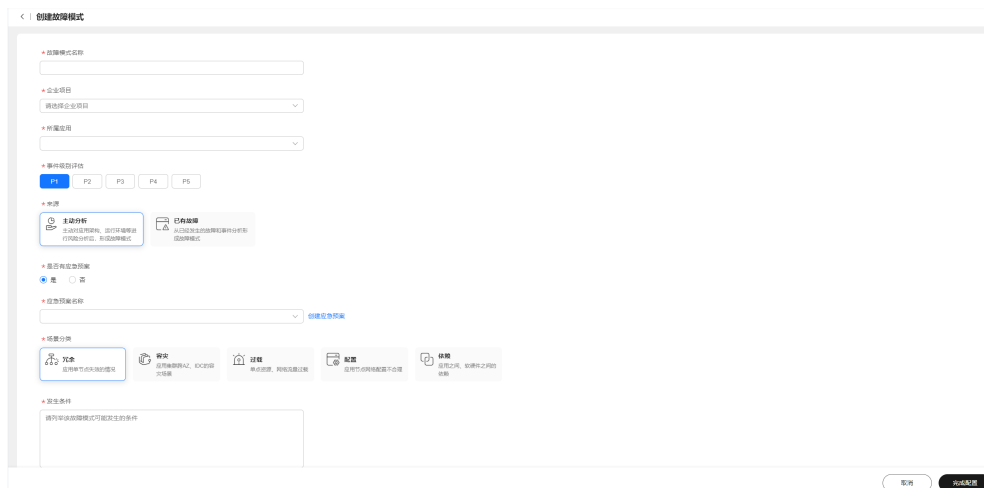 创建故障模式
* 故障模式名称
* 企业项目
请选择企业项目
* 所属应用
* 事件级别评估
P1 P2 P3 P4 P5
* 来源
主动分析
主动对应用架构、运行环境等进
行风险分析后，形成故障模式
已有故障
从已经发生的故障和事件分析形
成故障模式
* 是否有应急预案
是 否
* 应急预案名称
创建应急预案
* 场景分类
冗余
应用单节点失效的情况
容灾
应用集群跨AZ、IDC的容
灾场景
过载
单点资源、网络流量过载
配置
应用节点网络配置不合理
依赖
应用之间、软硬件之间的
依赖
* 发生条件
请列举该故障模式可能发生的条件
取消 完成配置